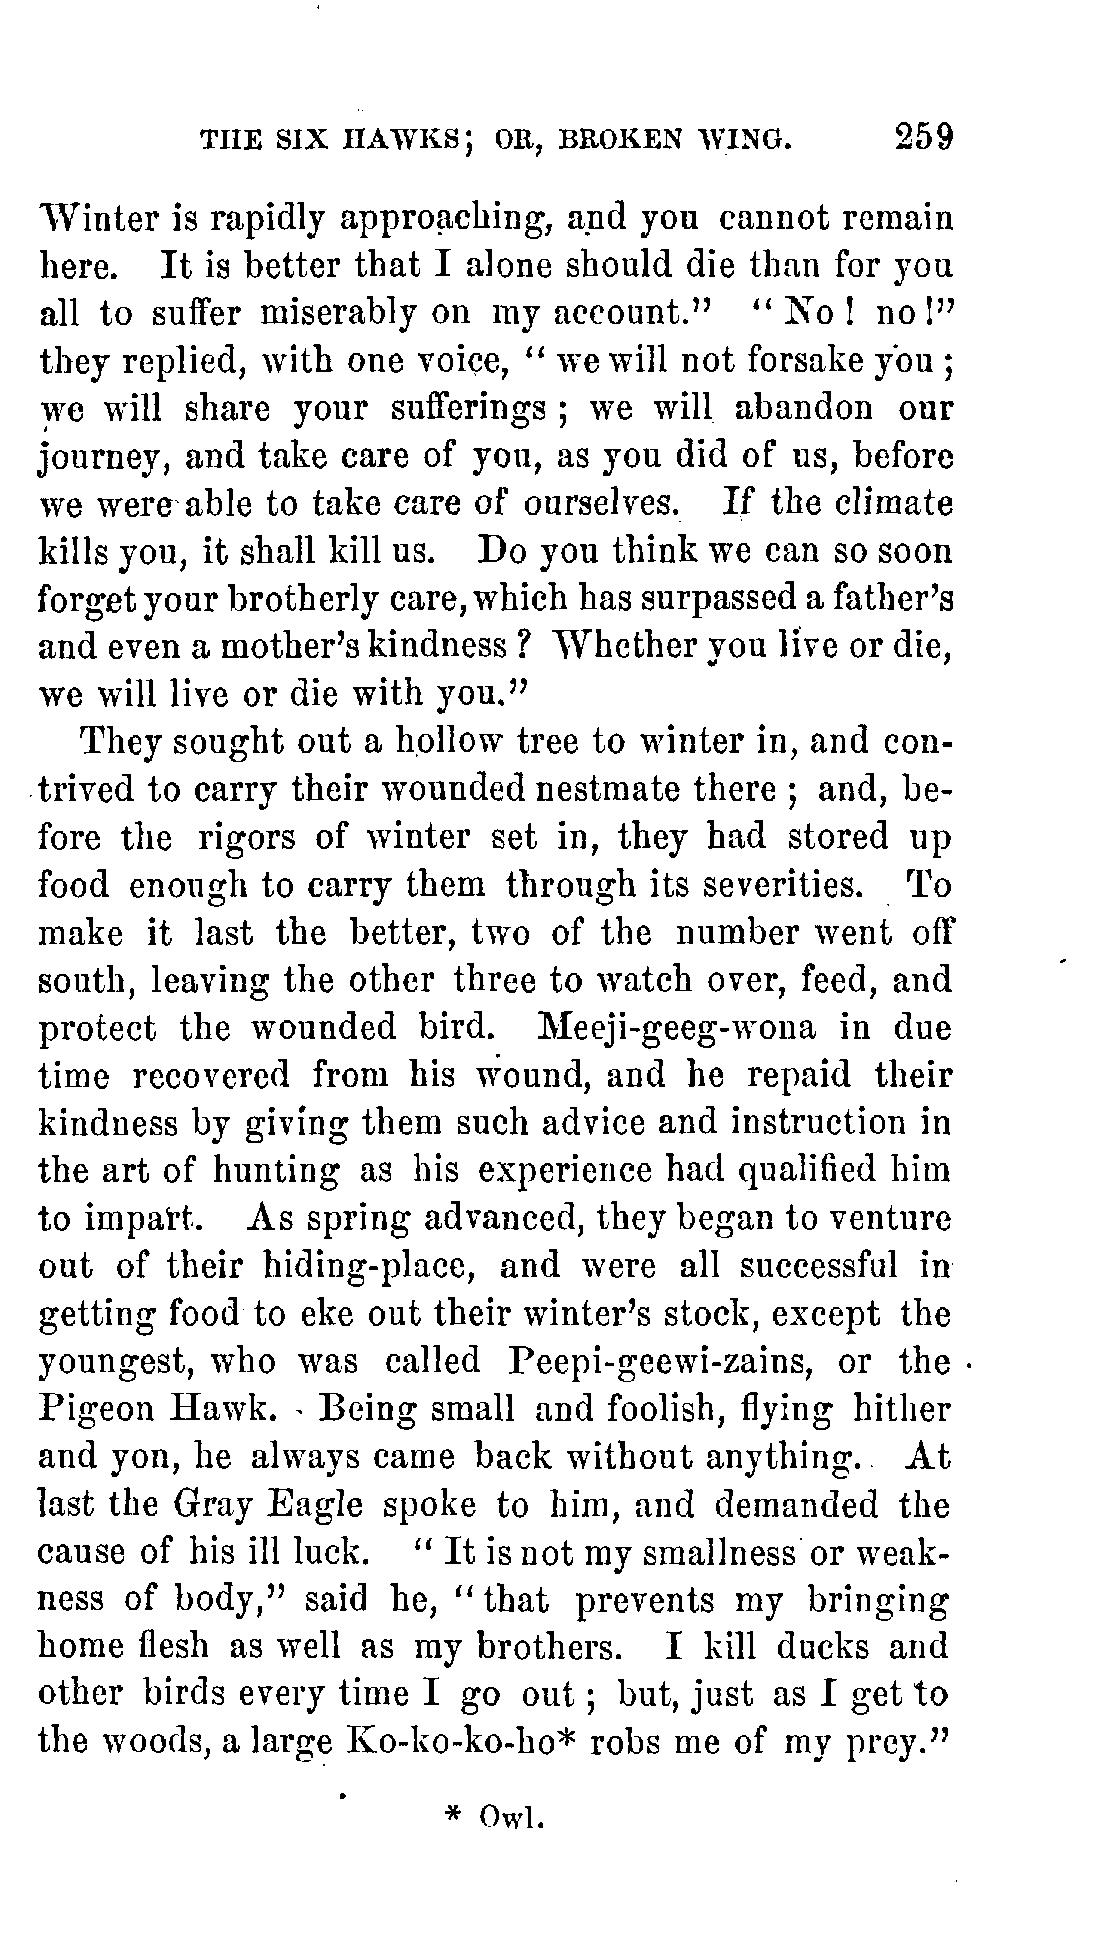 THE SIX HAWKS; OR, BROKEN WING. 259
Winter is rapidly approaching, and you cannot remain
here. It is better that I alone should die than for you
all to suffer miserably on my account." "No! no!"
they replied, with one voice, "we will not forsake you;
we will share your sufferings; we will abandon our
journey, and take care of you, as you did of us, before
we were able to take care of ourselves. If the climate
kills you, it shall kill us. Do you think we can so soon
forget your brotherly care, which has surpassed a father's
and even a mother's kindness? Whether you live or die,
we will live or die with you."
They sought out a hollow tree to winter in, and con-
trived to carry their wounded nestmate there; and, be-
fore the rigors of winter set in, they had stored up
food enough to carry them through its severities. To
make it last the better, two of the number went off
south, leaving the other three to watch over, feed, and
protect the wounded bird. Meeji-geeg-wona in due
time recovered from his wound, and he repaid their
kindness by giving them such advice and instruction in
the art of hunting as his experience had qualified him
to impart. As spring advanced, they began to venture
out of their hiding-place, and were all successful in
getting food to eke out their winter's stock, except the
youngest, who was called Peepi-geewi-zains, or the
Pigeon Hawk. Being small and foolish, flying hither
and yon, he always came back without anything. At
last the Gray Eagle spoke to him, and demanded the
cause of his ill luck. "It is not my smallness or weak-
ness of body," said he, "that prevents my bringing
home flesh as well as my brothers. I kill ducks and
other birds every time I go out; but, just as I get to
the woods, a large Ko-ko-ko-ho* robs me of my prey."
* Owl.